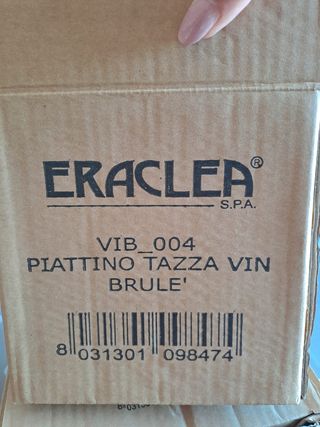 ERACLEA®
S.P.A.
VIB_004
PIATTINO TAZZA VIN
BRULE'
8 031301 098474